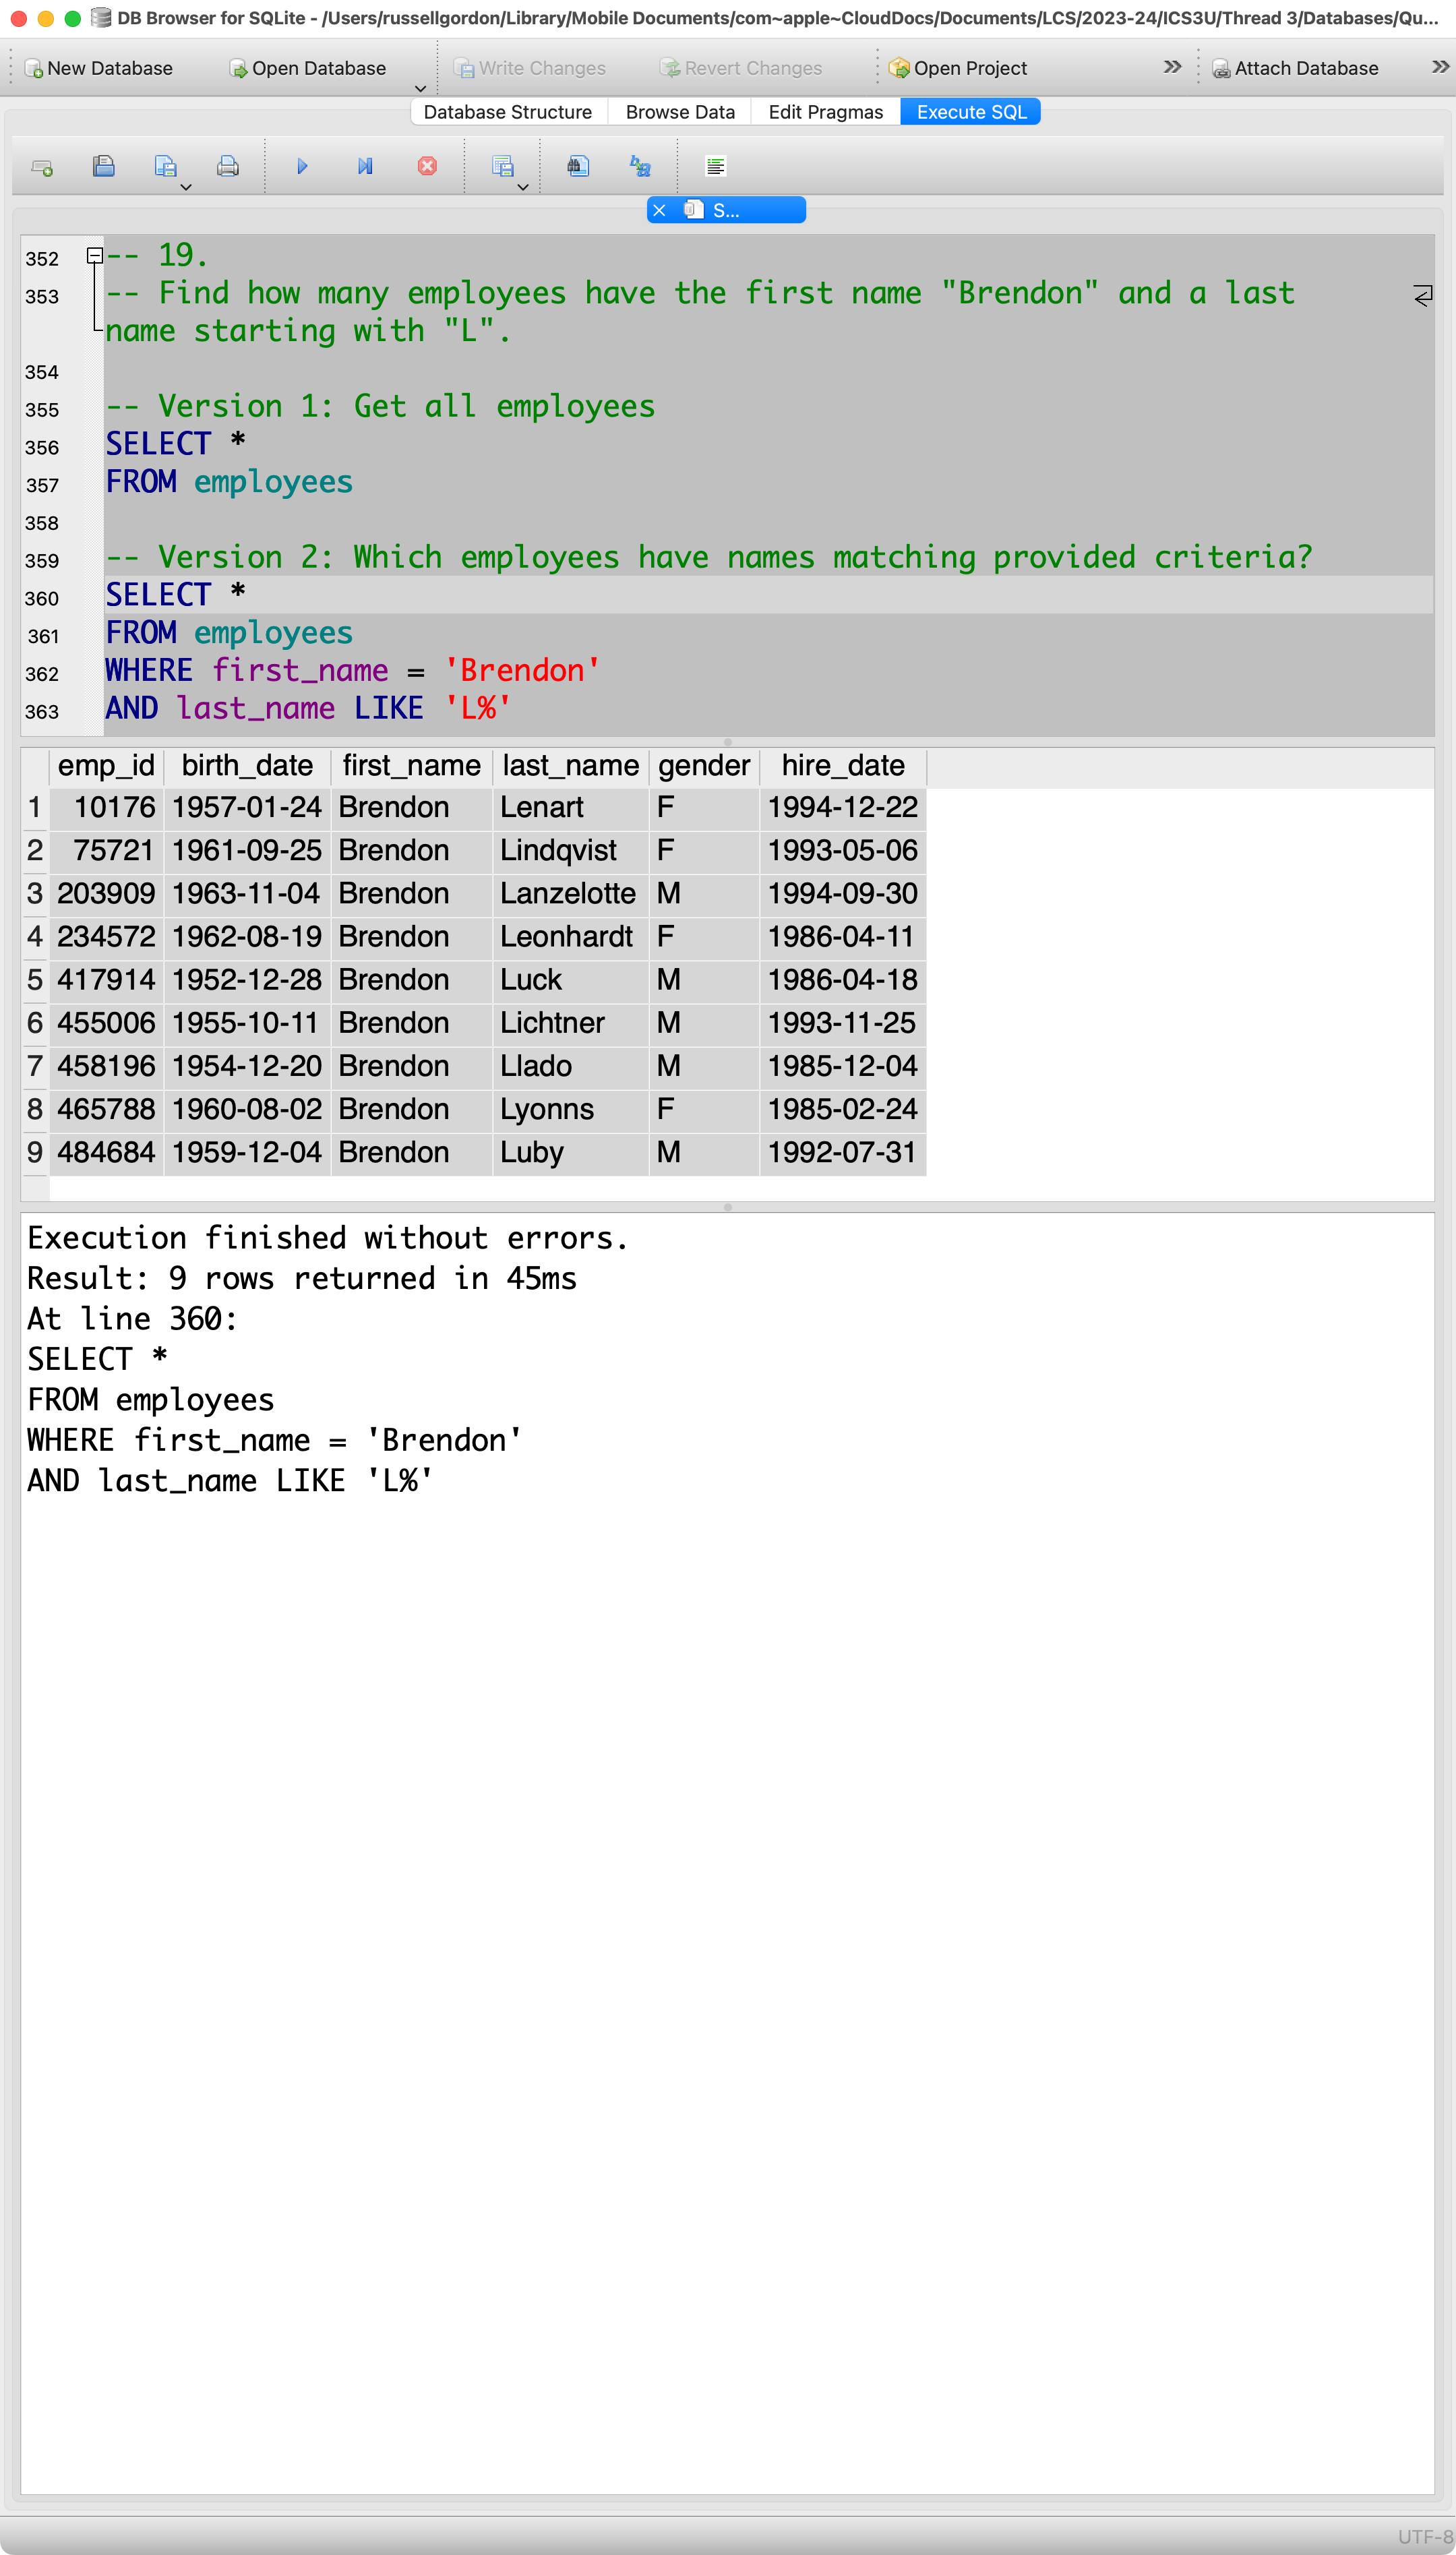 DB Browser for SQLite - /Users/russellgordon/Library/Mobile Documents/com~apple~CloudDocs/Documents/LCS/2023-24/ICS3U/Thread 3/Databases/Qu...
New Database Open Database Write Changes Revert Changes Open Project » Attach Database »
Database Structure Browse Data Edit Pragmas Execute SQL
S...
352 -- 19.
353 -- Find how many employees have the first name "Brendon" and a last
name starting with "L".
354
355 -- Version 1: Get all employees
356 SELECT *
357 FROM employees
358
359 -- Version 2: Which employees have names matching provided criteria?
360 SELECT *
361 FROM employees
362 WHERE first_name = 'Brendon'
363 AND last_name LIKE 'L%'
emp_id birth_date first_name last_name gender hire_date
1 10176 1957-01-24 Brendon Lenart F 1994-12-22
2 75721 1961-09-25 Brendon Lindqvist F 1993-05-06
3 203909 1963-11-04 Brendon Lanzelotte M 1994-09-30
4 234572 1962-08-19 Brendon Leonhardt F 1986-04-11
5 417914 1952-12-28 Brendon Luck M 1986-04-18
6 455006 1955-10-11 Brendon Lichtner M 1993-11-25
7 458196 1954-12-20 Brendon Llado M 1985-12-04
8 465788 1960-08-02 Brendon Lyonns F 1985-02-24
9 484684 1959-12-04 Brendon Luby M 1992-07-31
Execution finished without errors.
Result: 9 rows returned in 45ms
At line 360:
SELECT *
FROM employees
WHERE first_name = 'Brendon'
AND last_name LIKE 'L%'
UTF-8